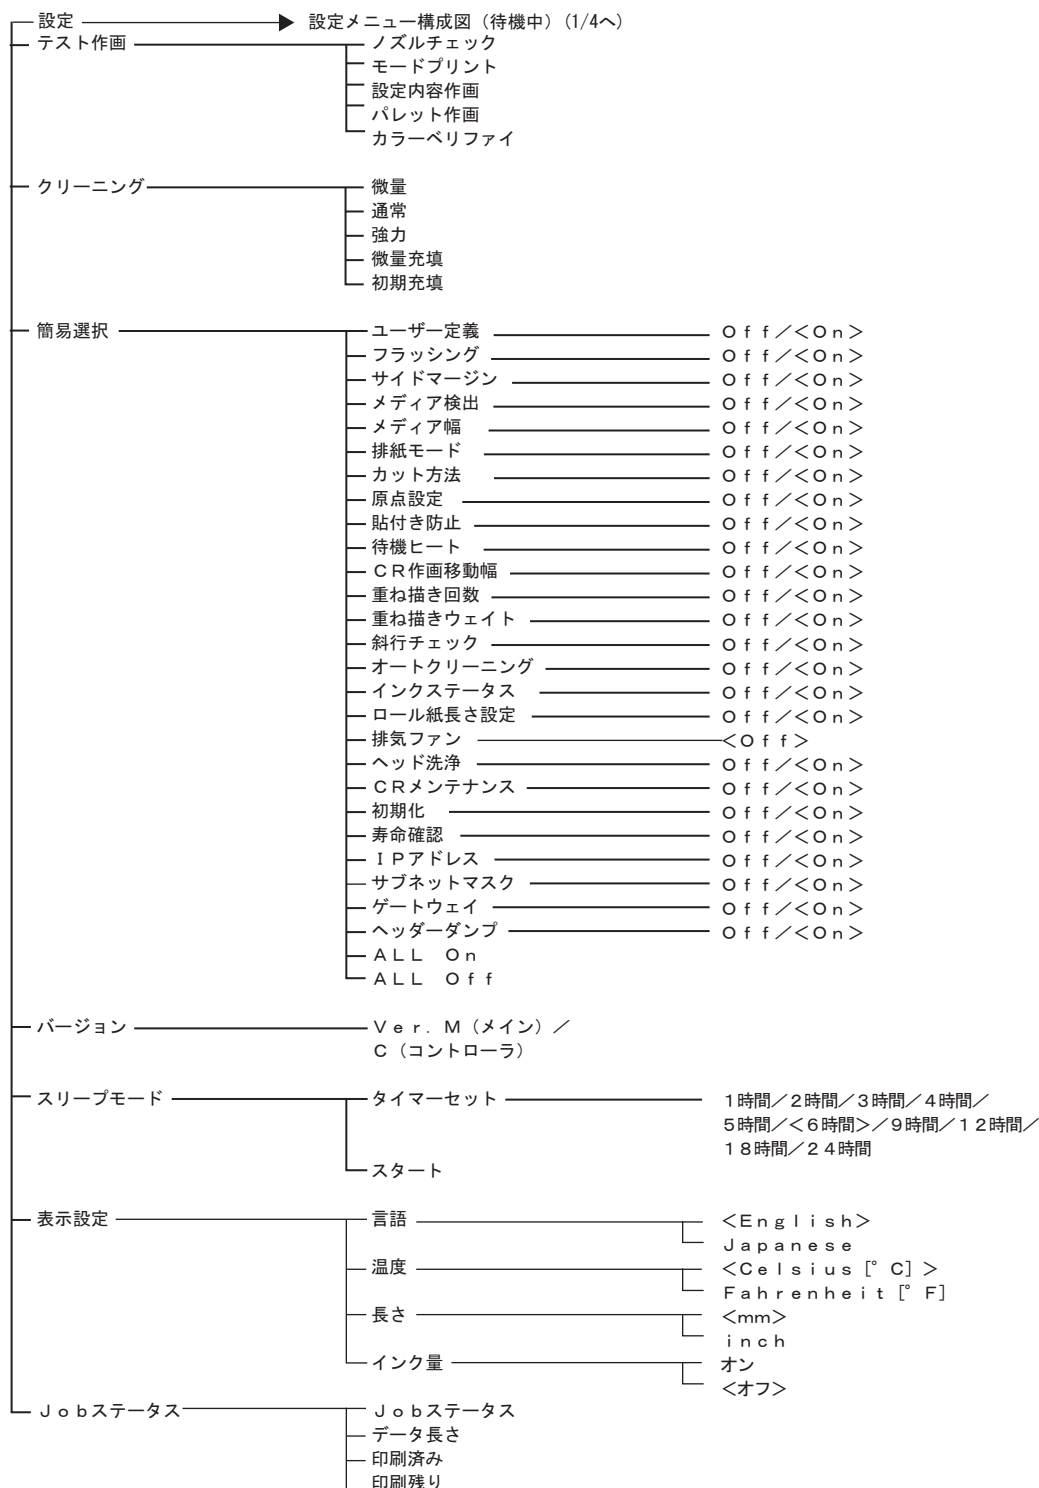 設定 設定メニュー構成図（待機中）(1/4へ)
テスト作画 ノズルチェック
モードプリント
設定内容作画
パレット作画
カラーベリファイ
クリーニング 微量
通常
強力
微量充填
初期充填
簡易選択 ユーザー定義 Ｏｆｆ／＜Ｏｎ＞
フラッシング Ｏｆｆ／＜Ｏｎ＞
サイドマージン Ｏｆｆ／＜Ｏｎ＞
メディア検出 Ｏｆｆ／＜Ｏｎ＞
メディア幅 Ｏｆｆ／＜Ｏｎ＞
排紙モード Ｏｆｆ／＜Ｏｎ＞
カット方法 Ｏｆｆ／＜Ｏｎ＞
原点設定 Ｏｆｆ／＜Ｏｎ＞
貼付き防止 Ｏｆｆ／＜Ｏｎ＞
待機ヒート Ｏｆｆ／＜Ｏｎ＞
ＣＲ作画移動幅 Ｏｆｆ／＜Ｏｎ＞
重ね描き回数 Ｏｆｆ／＜Ｏｎ＞
重ね描きウェイト Ｏｆｆ／＜Ｏｎ＞
斜行チェック Ｏｆｆ／＜Ｏｎ＞
オートクリーニング Ｏｆｆ／＜Ｏｎ＞
インクステータス Ｏｆｆ／＜Ｏｎ＞
ロール紙長さ設定 Ｏｆｆ／＜Ｏｎ＞
排気ファン ＜Ｏｆｆ＞
ヘッド洗浄 Ｏｆｆ／＜Ｏｎ＞
ＣＲメンテナンス Ｏｆｆ／＜Ｏｎ＞
初期化 Ｏｆｆ／＜Ｏｎ＞
寿命確認 Ｏｆｆ／＜Ｏｎ＞
ＩＰアドレス Ｏｆｆ／＜Ｏｎ＞
サブネットマスク Ｏｆｆ／＜Ｏｎ＞
ゲートウェイ Ｏｆｆ／＜Ｏｎ＞
ヘッダーダンプ Ｏｆｆ／＜Ｏｎ＞
ＡＬＬ　Ｏｎ
ＡＬＬ　Ｏｆｆ
バージョン Ｖｅｒ．Ｍ（メイン）／
Ｃ（コントローラ）
スリープモード タイマーセット １時間／２時間／３時間／４時間／
５時間／＜６時間＞／９時間／１２時間／
１８時間／２４時間
スタート
表示設定 言語 ＜Ｅｎｇｌｉｓｈ＞
Ｊａｐａｎｅｓｅ
温度 ＜Ｃｅｌｓｉｕｓ［°Ｃ］＞
Ｆａｈｒｅｎｈｅｉｔ［°Ｆ］
長さ ＜mm＞
ｉｎｃｈ
インク量 オン
＜オフ＞
Ｊｏｂステータス Ｊｏｂステータス
データ長さ
印刷済み
印刷残り